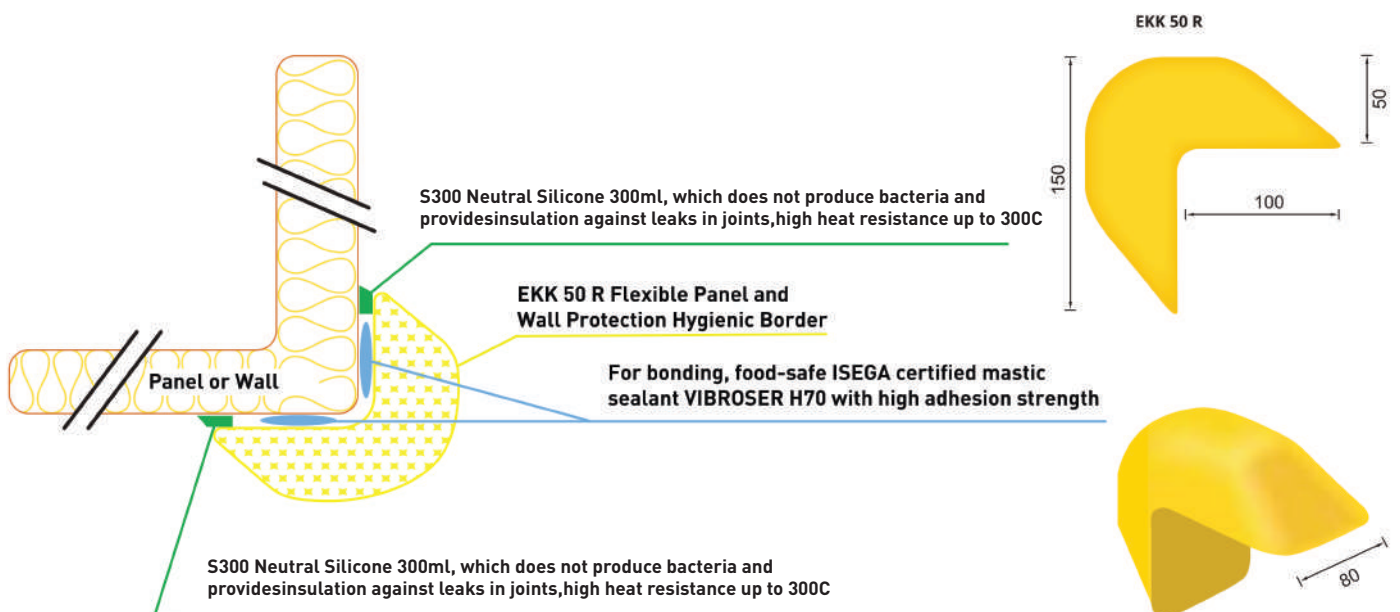 EKK 50 R
50
150
100
S300 Neutral Silicone 300ml, which does not produce bacteria and
providesinsulation against leaks in joints,high heat resistance up to 300C
EKK 50 R Flexible Panel and
Wall Protection Hygienic Border
Panel or Wall
For bonding, food-safe ISEGA certified mastic
sealant VIBROSER H70 with high adhesion strength
80
S300 Neutral Silicone 300ml, which does not produce bacteria and
providesinsulation against leaks in joints,high heat resistance up to 300C